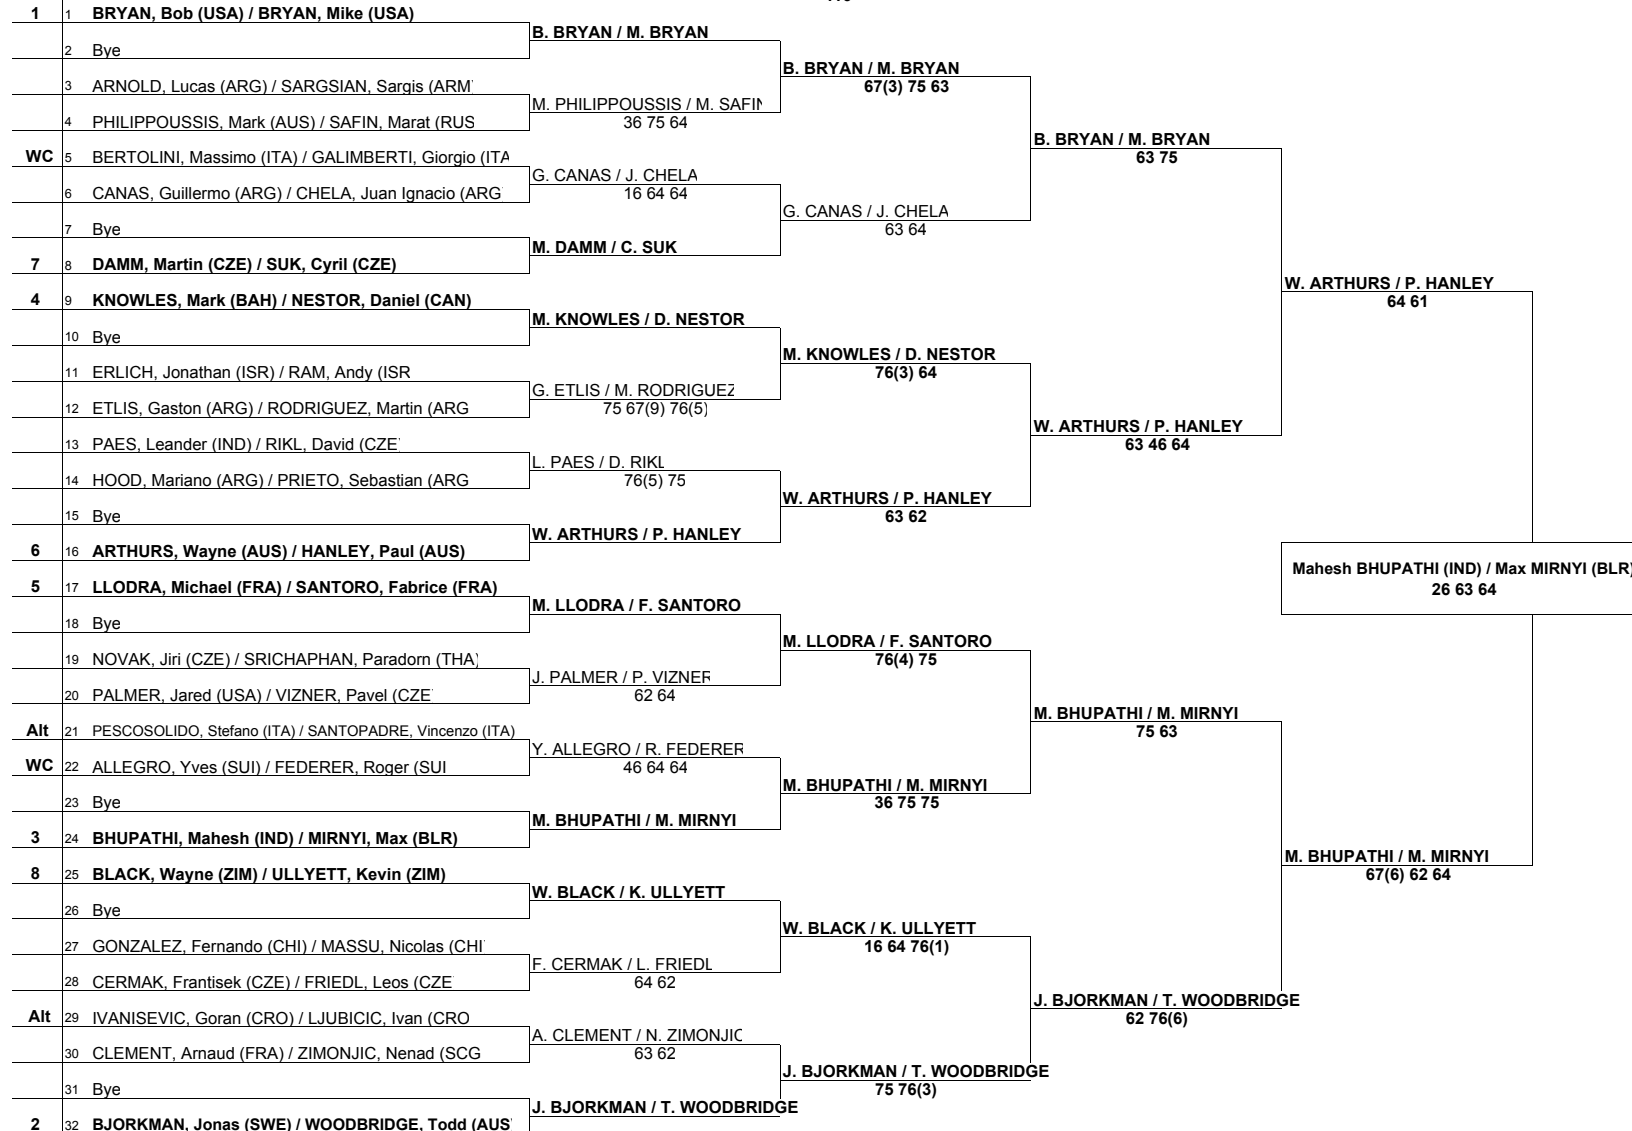 1 1 BRYAN, Bob (USA) / BRYAN, Mike (USA)
2 Bye
3 ARNOLD, Lucas (ARG) / SARGSIAN, Sargis (ARM
4 PHILIPPOUSSIS, Mark (AUS) / SAFIN, Marat (RUS
WC 5 BERTOLINI, Massimo (ITA) / GALIMBERTI, Giorgio (ITA
6 CANAS, Guillermo (ARG) / CHELA, Juan Ignacio (ARG
7 Bye
7 8 DAMM, Martin (CZE) / SUK, Cyril (CZE)
4 9 KNOWLES, Mark (BAH) / NESTOR, Daniel (CAN)
10 Bye
11 ERLICH, Jonathan (ISR) / RAM, Andy (ISR
12 ETLIS, Gaston (ARG) / RODRIGUEZ, Martin (ARG
13 PAES, Leander (IND) / RIKL, David (CZE
14 HOOD, Mariano (ARG) / PRIETO, Sebastian (ARG
15 Bye
6 16 ARTHURS, Wayne (AUS) / HANLEY, Paul (AUS)
5 17 LLODRA, Michael (FRA) / SANTORO, Fabrice (FRA)
18 Bye
19 NOVAK, Jiri (CZE) / SRICHAPHAN, Paradorn (THA)
20 PALMER, Jared (USA) / VIZNER, Pavel (CZE
Alt 21 PESCOSOLIDO, Stefano (ITA) / SANTOPADRE, Vincenzo (ITA)
WC 22 ALLEGRO, Yves (SUI) / FEDERER, Roger (SUI
23 Bye
3 24 BHUPATHI, Mahesh (IND) / MIRNYI, Max (BLR)
8 25 BLACK, Wayne (ZIM) / ULLYETT, Kevin (ZIM)
26 Bye
27 GONZALEZ, Fernando (CHI) / MASSU, Nicolas (CHI
28 CERMAK, Frantisek (CZE) / FRIEDL, Leos (CZE
Alt 29 IVANISEVIC, Goran (CRO) / LJUBICIC, Ivan (CRO
30 CLEMENT, Arnaud (FRA) / ZIMONJIC, Nenad (SCG
31 Bye
2 32 BJORKMAN, Jonas (SWE) / WOODBRIDGE, Todd (AUS
B. BRYAN / M. BRYAN
M. PHILIPPOUSSIS / M. SAFIN
36 75 64
G. CANAS / J. CHELA
16 64 64
M. DAMM / C. SUK
M. KNOWLES / D. NESTOR
G. ETLIS / M. RODRIGUEZ
75 67(9) 76(5)
L. PAES / D. RIKL
76(5) 75
W. ARTHURS / P. HANLEY
M. LLODRA / F. SANTORO
J. PALMER / P. VIZNER
62 64
Y. ALLEGRO / R. FEDERER
46 64 64
M. BHUPATHI / M. MIRNYI
W. BLACK / K. ULLYETT
F. CERMAK / L. FRIEDL
64 62
A. CLEMENT / N. ZIMONJIC
63 62
J. BJORKMAN / T. WOODBRIDGE
B. BRYAN / M. BRYAN
67(3) 75 63
G. CANAS / J. CHELA
63 64
M. KNOWLES / D. NESTOR
76(3) 64
W. ARTHURS / P. HANLEY
63 62
M. LLODRA / F. SANTORO
76(4) 75
M. BHUPATHI / M. MIRNYI
36 75 75
W. BLACK / K. ULLYETT
16 64 76(1)
J. BJORKMAN / T. WOODBRIDGE
75 76(3)
B. BRYAN / M. BRYAN
63 75
W. ARTHURS / P. HANLEY
63 46 64
M. BHUPATHI / M. MIRNYI
75 63
J. BJORKMAN / T. WOODBRIDGE
62 76(6)
W. ARTHURS / P. HANLEY
64 61
M. BHUPATHI / M. MIRNYI
67(6) 62 64
Mahesh BHUPATHI (IND) / Max MIRNYI (BLR)
26 63 64